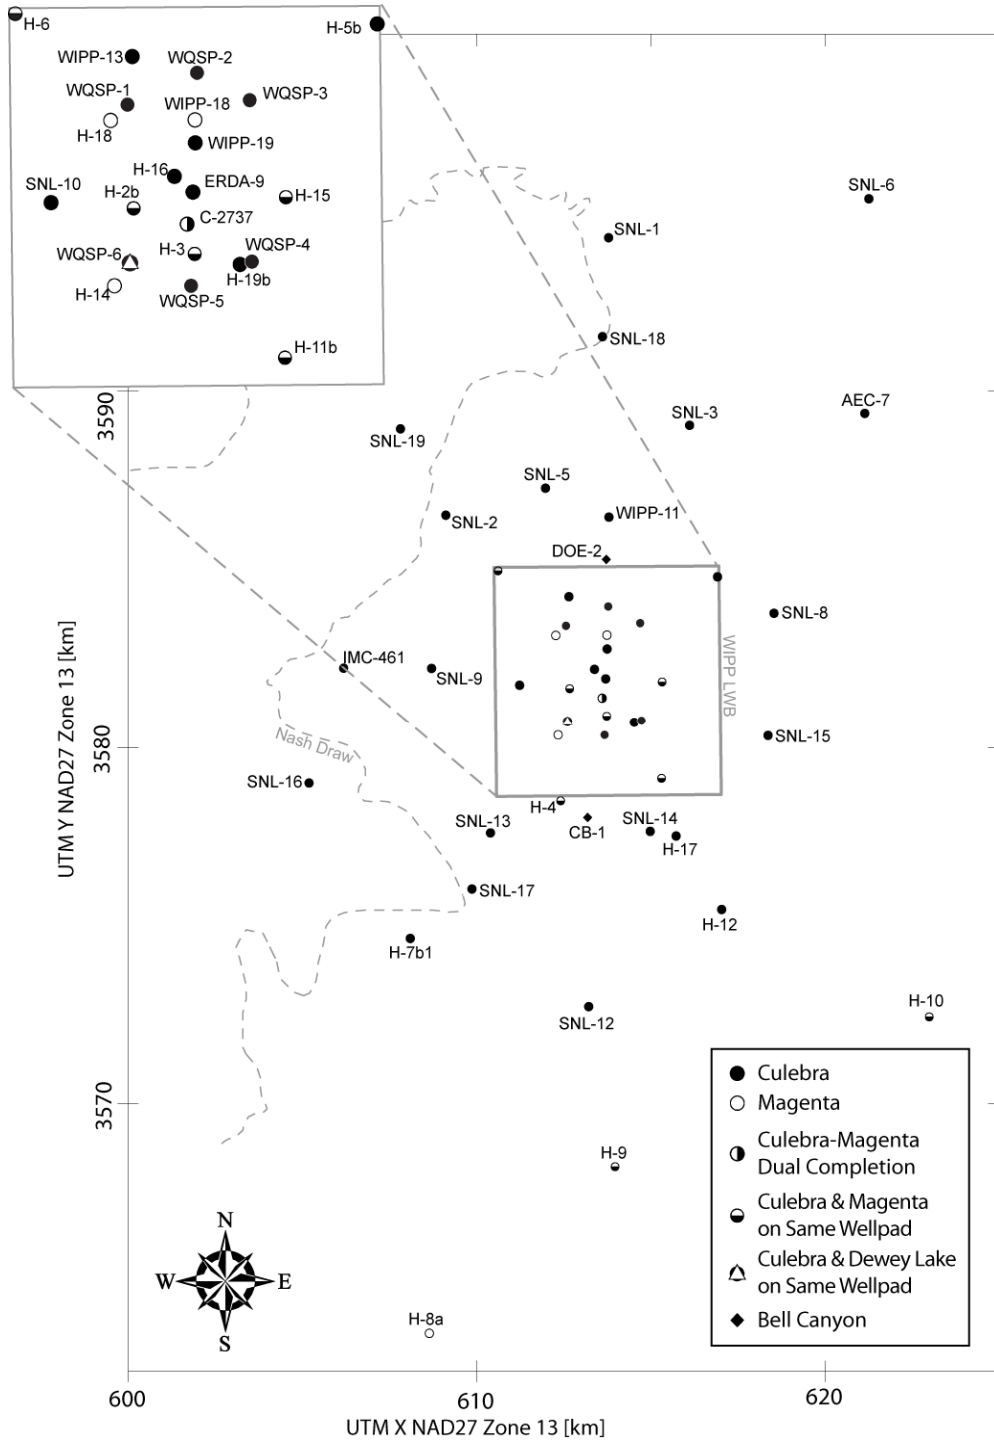 H-6
H-5b
WIPP-13
WQSP-2
WQSP-1
WQSP-3
WIPP-18
H-18
WIPP-19
H-16
SNL-10
H-2b
ERDA-9
H-15
C-2737
WQSP-6
H-3
WQSP-4
H-14
H-19b
WQSP-5
H-11b
SNL-6
SNL-1
SNL-18
AEC-7
SNL-3
SNL-19
SNL-5
SNL-2
WIPP-11
DOE-2
SNL-8
WIPP LWB
IMC-461
SNL-9
Nash Draw
SNL-15
SNL-16
H-4
SNL-13
CB-1
SNL-14
H-17
SNL-17
H-12
H-7b1
H-10
SNL-12
H-9
H-8a
Culebra
Magenta
Culebra-Magenta
Dual Completion
Culebra & Magenta
on Same Wellpad
Culebra & Dewey Lake
on Same Wellpad
Bell Canyon
N
W
E
S
3590
3580
3570
UTM Y NAD27 Zone 13 [km]
600
610
620
UTM X NAD27 Zone 13 [km]